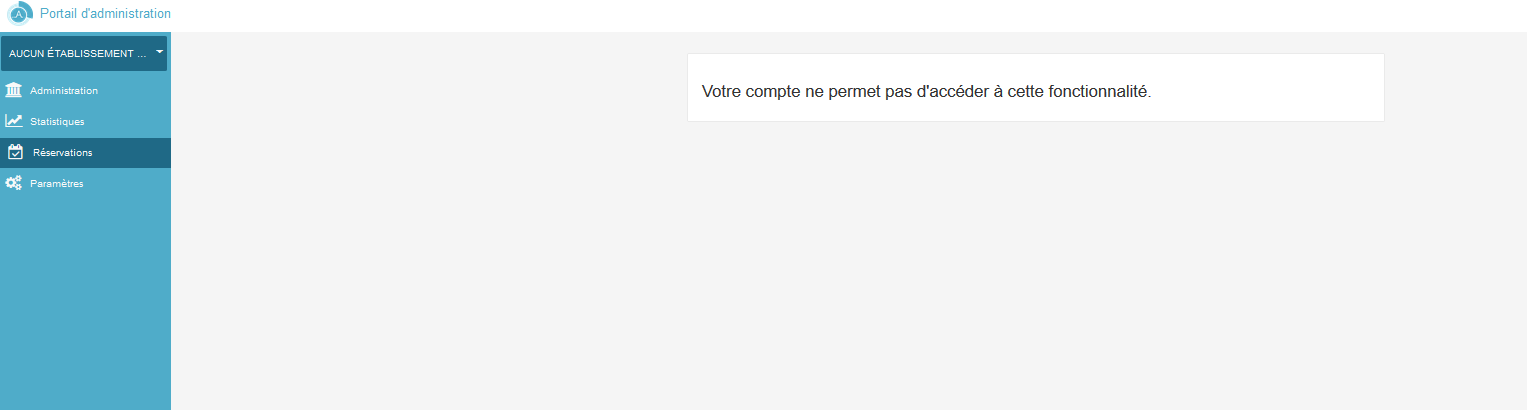 Portail d'administration
AUCUN ÉTABLISSEMENT ...
Administration
Statistiques
Réservations
Paramètres
Votre compte ne permet pas d'accéder à cette fonctionnalité.